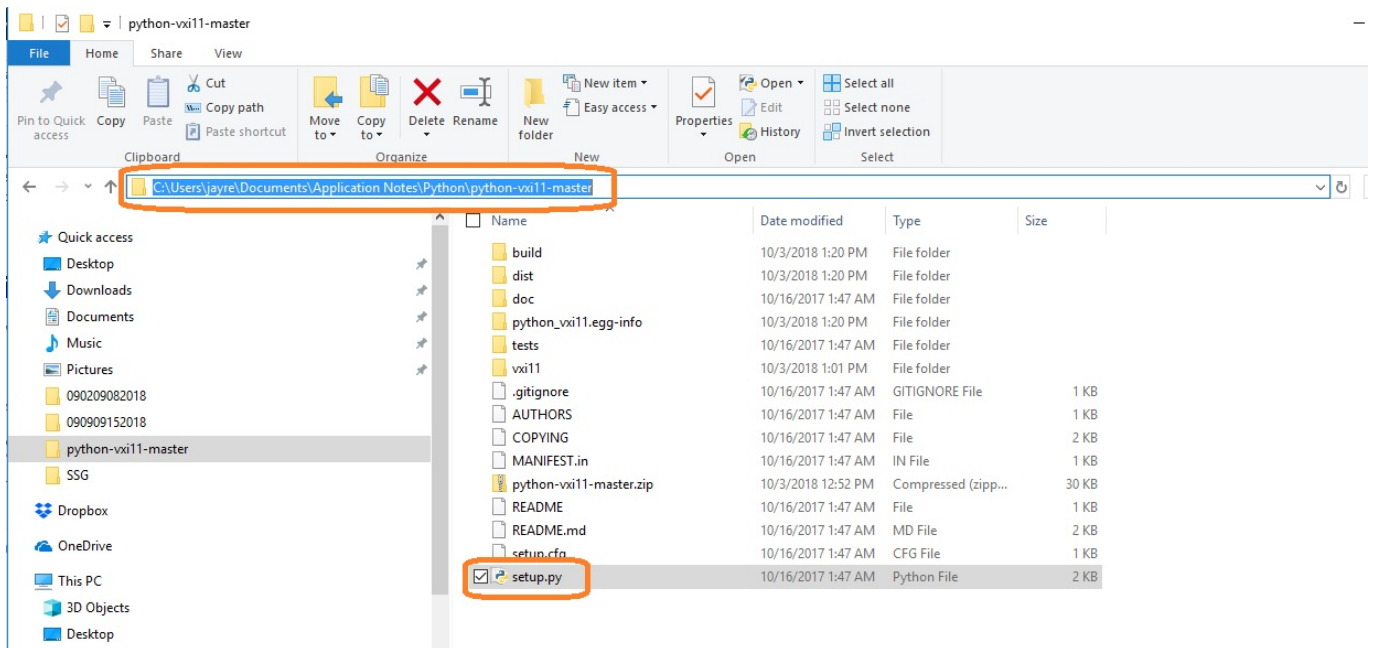 python-vxi11-master
File Home Share View
Pin to Quick access
Copy
Paste
Cut
Copy path
Paste shortcut
Move to
Copy to
Delete
Rename
New folder
New item
Easy access
Properties
Open
Edit
History
Select all
Select none
Invert selection
Clipboard Organize New Open Select
C:\Users\jayre\Documents\Application Notes\Python\python-vxi11-master
Quick access
Desktop
Downloads
Documents
Music
Pictures
090209082018
090909152018
python-vxi11-master
SSG
Dropbox
OneDrive
This PC
3D Objects
Desktop
Name Date modified Type Size
build 10/3/2018 1:20 PM File folder
dist 10/3/2018 1:20 PM File folder
doc 10/16/2017 1:47 AM File folder
python_vxi11.egg-info 10/3/2018 1:20 PM File folder
tests 10/16/2017 1:47 AM File folder
vxi11 10/3/2018 1:01 PM File folder
.gitignore 10/16/2017 1:47 AM GITIGNORE File 1 KB
AUTHORS 10/16/2017 1:47 AM File 1 KB
COPYING 10/16/2017 1:47 AM File 2 KB
MANIFEST.in 10/16/2017 1:47 AM IN File 1 KB
python-vxi11-master.zip 10/3/2018 12:52 PM Compressed (zipp... 30 KB
README 10/16/2017 1:47 AM File 1 KB
README.md 10/16/2017 1:47 AM MD File 2 KB
setup.cfg 10/16/2017 1:47 AM CFG File 1 KB
setup.py 10/16/2017 1:47 AM Python File 2 KB